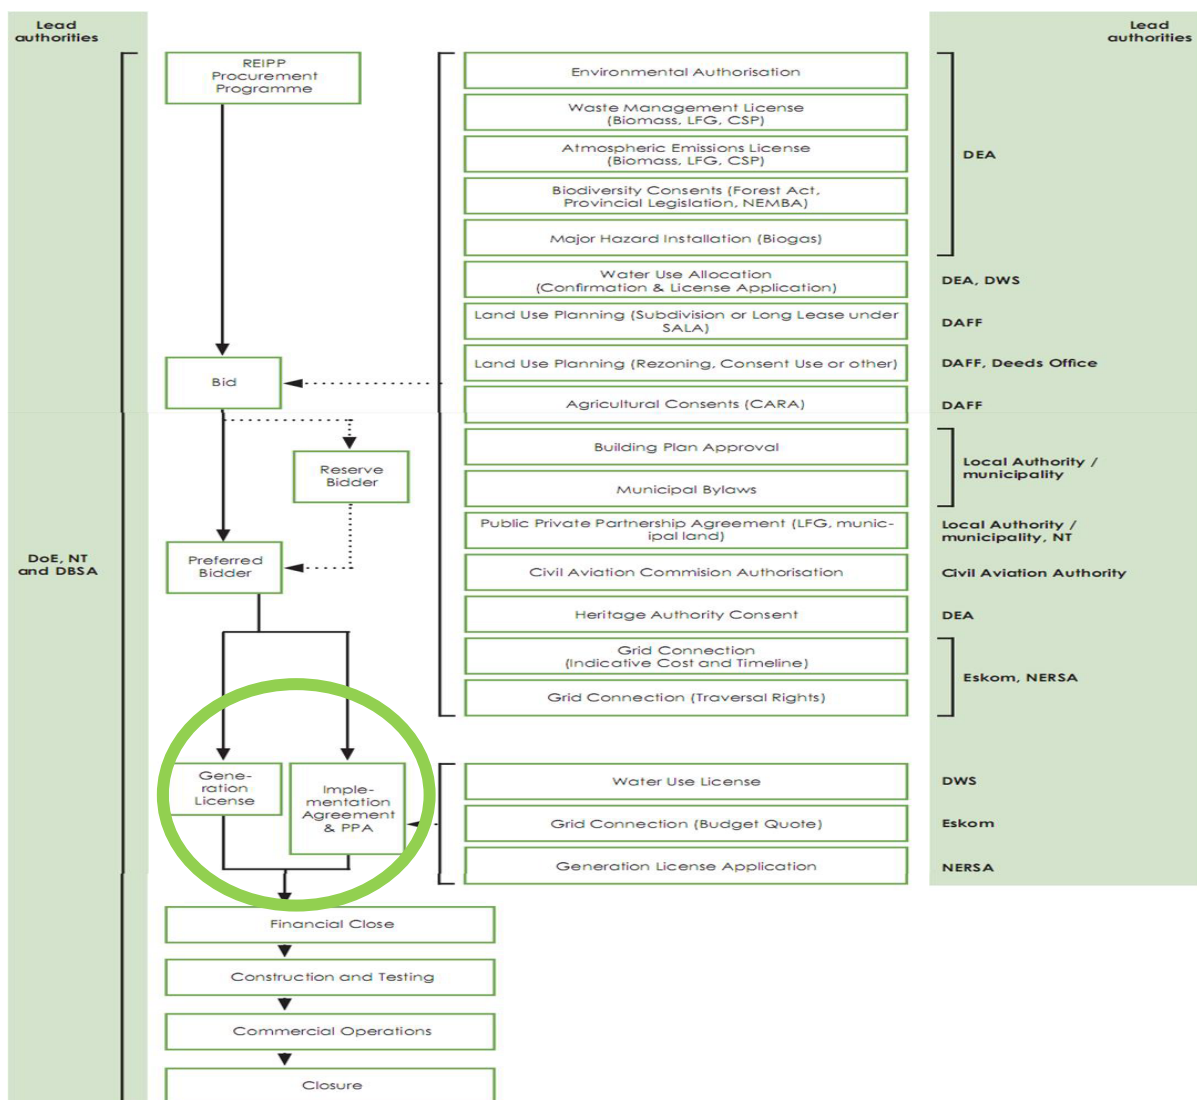 Lead
authorities
Lead
authorities
REIPP
Procurement
Programme
Bid
Reserve
Bidder
Preferred
Bidder
DoE, NT
and DBSA
Gene-
ration
License
Imple-
mentation
Agreement
& PPA
Financial Close
Construction and Testing
Commercial Operations
Closure
Environmental Authorisation
Waste Management License
(Biomass, LFG, CSP)
Atmospheric Emissions License
(Biomass, LFG, CSP)
Biodiversity Consents (Forest Act,
Provincial Legislation, NEMBA)
Major Hazard Installation (Biogas)
DEA
Water Use Allocation
(Confirmation & License Application)
DEA, DWS
Land Use Planning (Subdivision or Long Lease under
SALA)
DAFF
Land Use Planning (Rezoning, Consent Use or other)
DAFF, Deeds Office
Agricultural Consents (CARA)
DAFF
Building Plan Approval
Municipal Bylaws
Local Authority /
municipality
Public Private Partnership Agreement (LFG, munic-
ipal land)
Local Authority /
municipality, NT
Civil Aviation Commision Authorisation
Civil Aviation Authority
Heritage Authority Consent
DEA
Grid Connection
(Indicative Cost and Timeline)
Grid Connection (Traversal Rights)
Eskom, NERSA
Water Use License
DWS
Grid Connection (Budget Quote)
Eskom
Generation License Application
NERSA